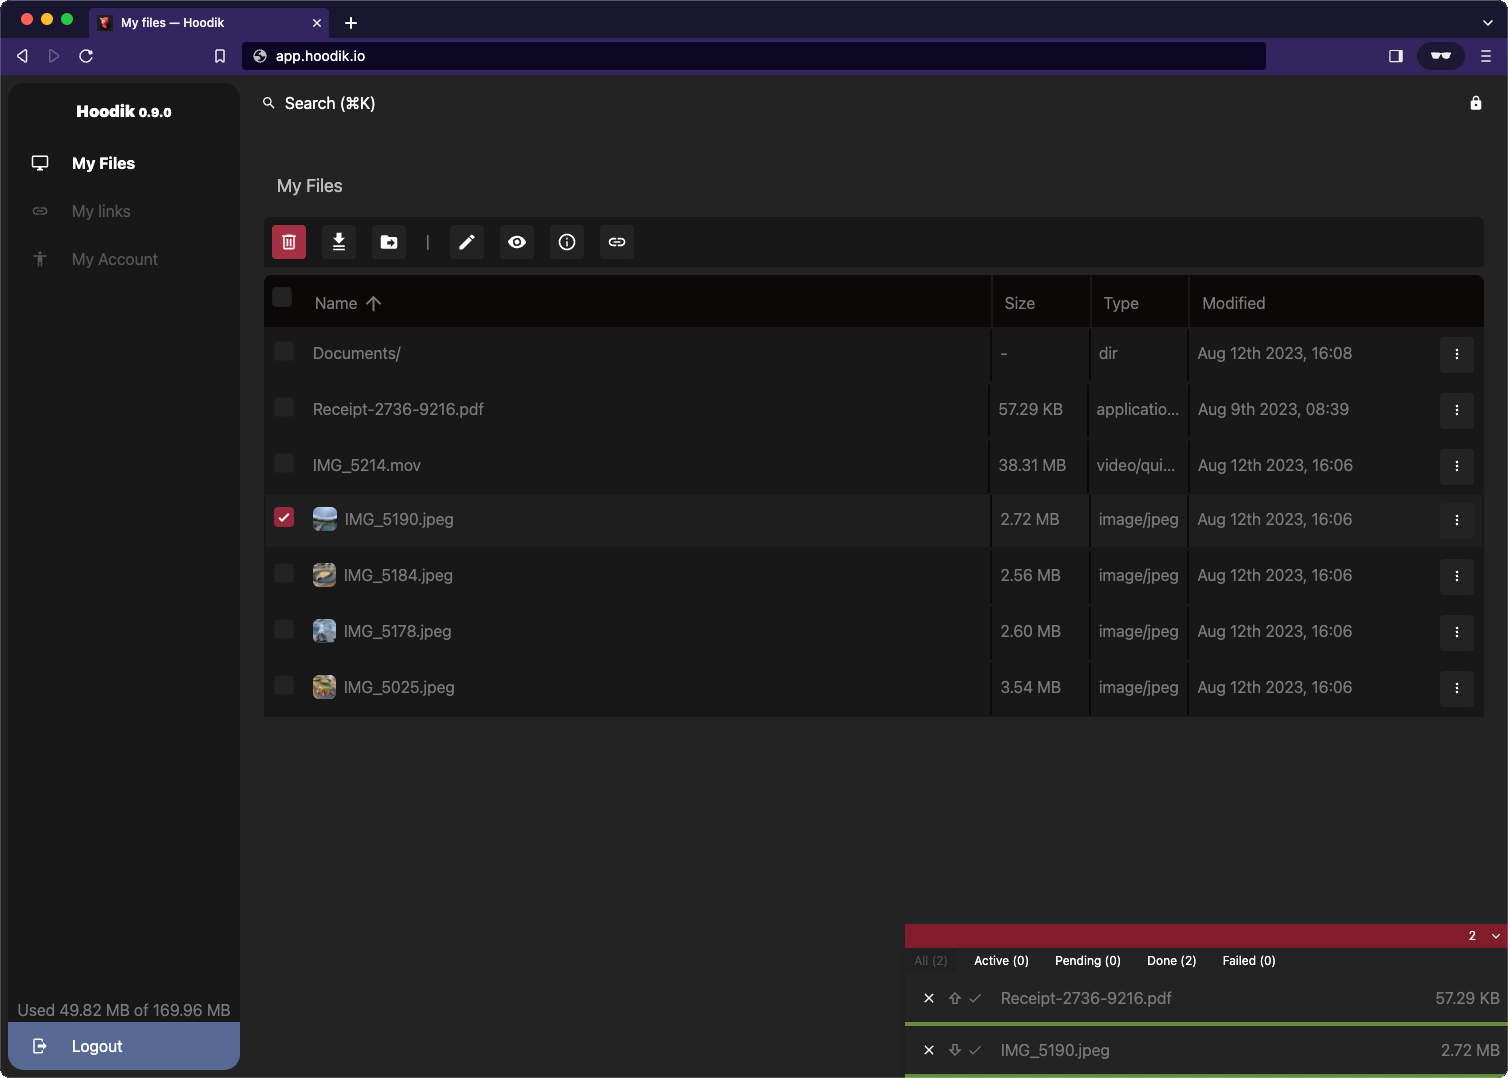 My files — Hoodik
app.hoodik.io
Hoodik 0.9.0
Search (⌘K)
My Files
My links
My Account
My Files
Name Size Type Modified
Documents/ - dir Aug 12th 2023, 16:08
Receipt-2736-9216.pdf 57.29 KB applicatio... Aug 9th 2023, 08:39
IMG_5214.mov 38.31 MB video/qui... Aug 12th 2023, 16:06
IMG_5190.jpeg 2.72 MB image/jpeg Aug 12th 2023, 16:06
IMG_5184.jpeg 2.56 MB image/jpeg Aug 12th 2023, 16:06
IMG_5178.jpeg 2.60 MB image/jpeg Aug 12th 2023, 16:06
IMG_5025.jpeg 3.54 MB image/jpeg Aug 12th 2023, 16:06
2
All (2) Active (0) Pending (0) Done (2) Failed (0)
Receipt-2736-9216.pdf 57.29 KB
IMG_5190.jpeg 2.72 MB
Used 49.82 MB of 169.96 MB
Logout